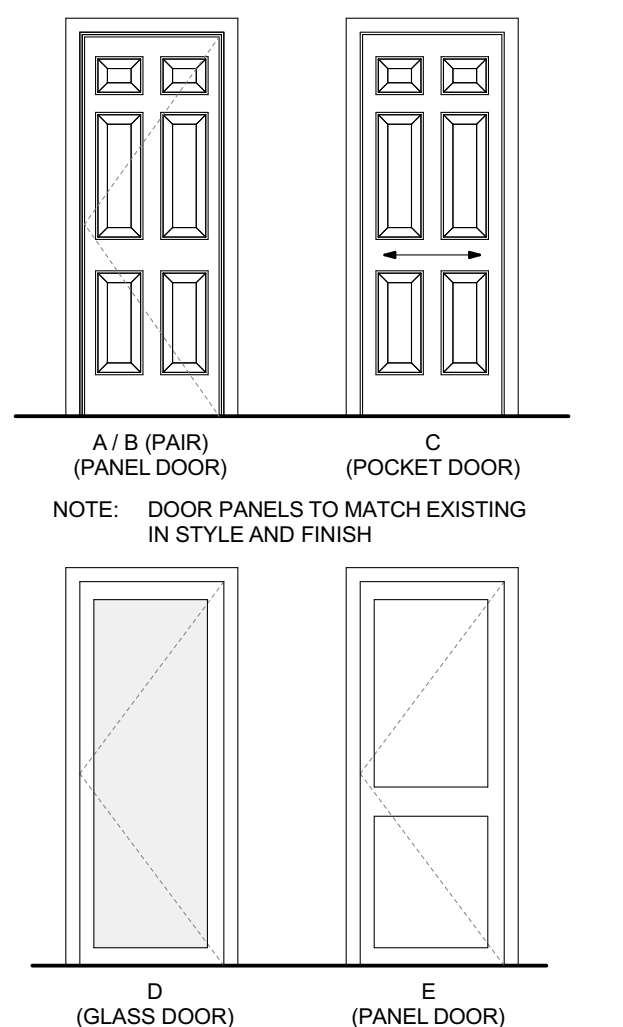 A / B (PAIR)
(PANEL DOOR)
C
(POCKET DOOR)
NOTE: DOOR PANELS TO MATCH EXISTING
IN STYLE AND FINISH
D
(GLASS DOOR)
E
(PANEL DOOR)